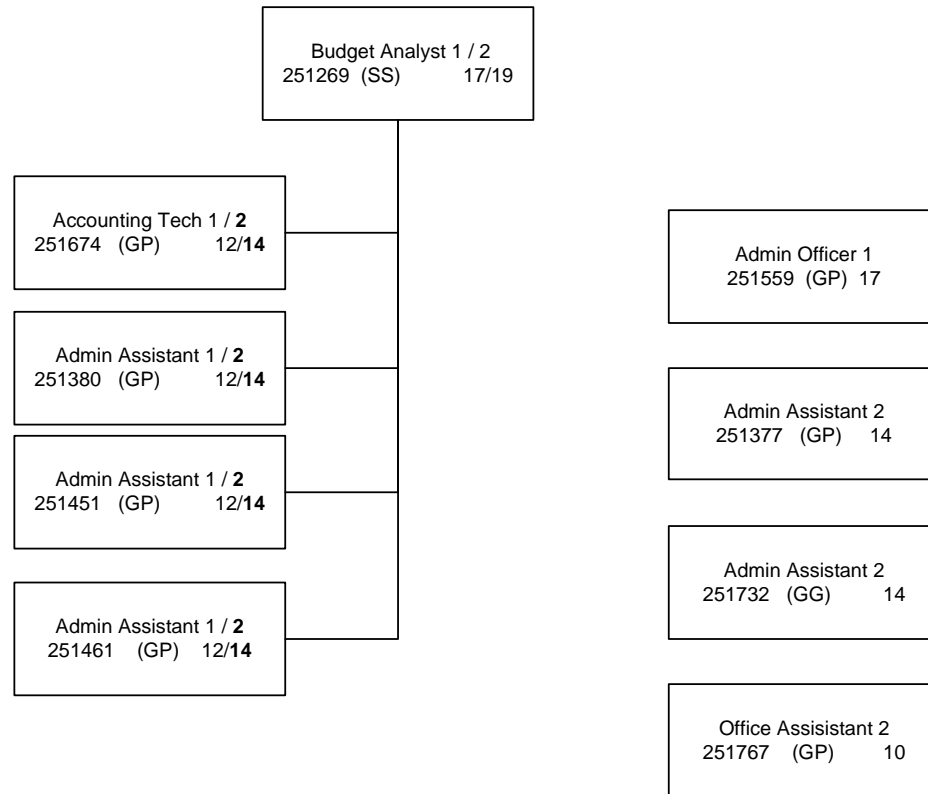 Budget Analyst 1 / 2
251269 (SS) 17/19
Accounting Tech 1 / 2
251674 (GP) 12/14
Admin Assistant 1 / 2
251380 (GP) 12/14
Admin Assistant 1 / 2
251451 (GP) 12/14
Admin Assistant 1 / 2
251461 (GP) 12/14
Admin Officer 1
251559 (GP) 17
Admin Assistant 2
251377 (GP) 14
Admin Assistant 2
251732 (GG) 14
Office Assisistant 2
251767 (GP) 10